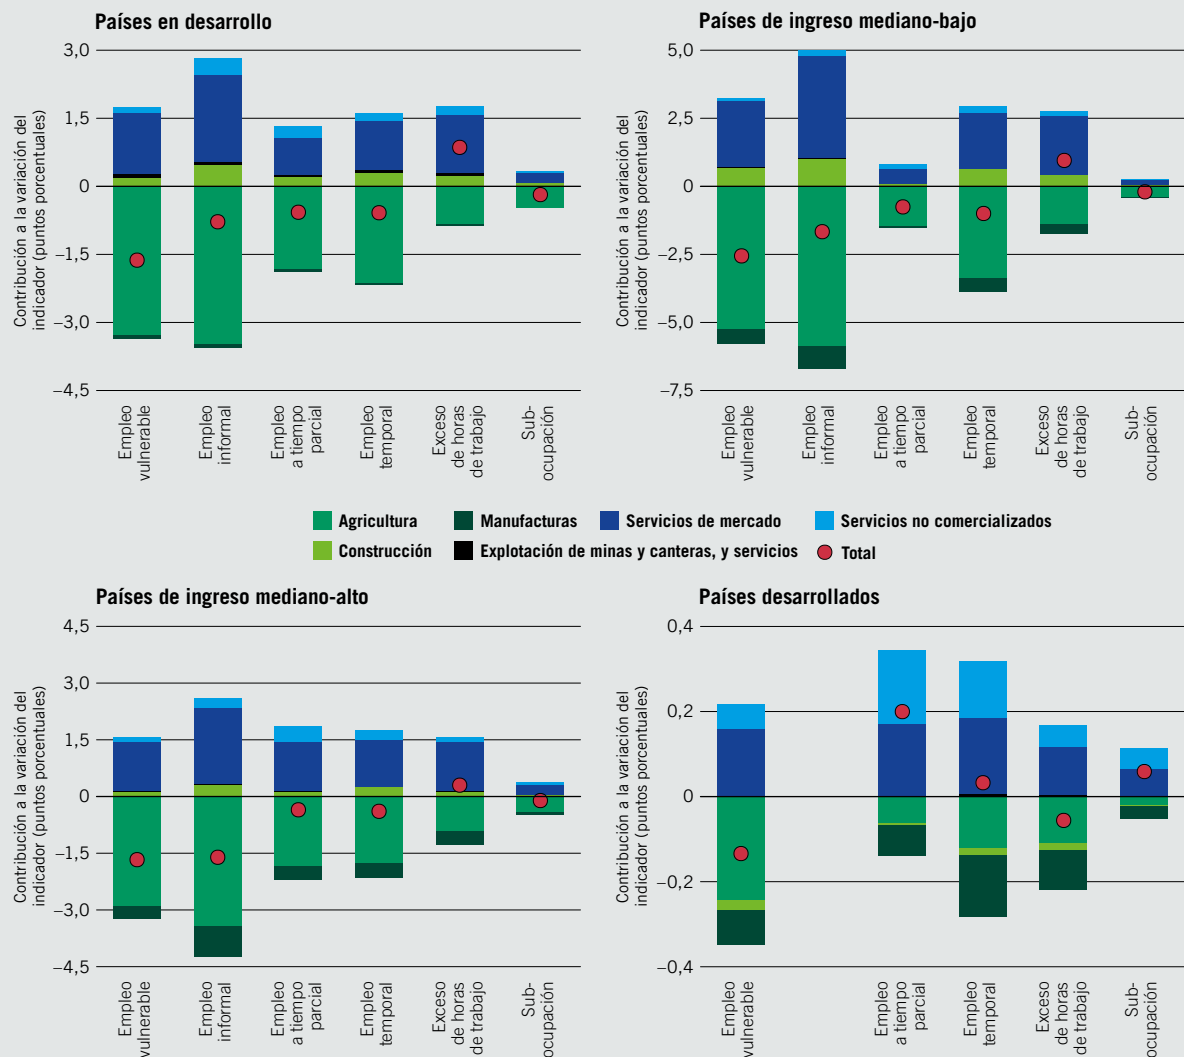 Países en desarrollo
Contribución a la variación del
indicador (puntos porcentuales)
3,0
1,5
0
–1,5
–3,0
–4,5
Empleo
vulnerable
Empleo
informal
Empleo
a tiempo
parcial
Empleo
temporal
Exceso
de horas
de trabajo
Sub-
ocupación
Países de ingreso mediano-bajo
Contribución a la variación del
indicador (puntos porcentuales)
5,0
2,5
0
–2,5
–5,0
–7,5
Empleo
vulnerable
Empleo
informal
Empleo
a tiempo
parcial
Empleo
temporal
Exceso
de horas
de trabajo
Sub-
ocupación
Agricultura Manufacturas Servicios de mercado Servicios no comercializados
Construcción Explotación de minas y canteras, y servicios Total
Países de ingreso mediano-alto
Contribución a la variación del
indicador (puntos porcentuales)
4,5
3,0
1,5
0
–1,5
–3,0
–4,5
Empleo
vulnerable
Empleo
informal
Empleo
a tiempo
parcial
Empleo
temporal
Exceso
de horas
de trabajo
Sub-
ocupación
Países desarrollados
Contribución a la variación del
indicador (puntos porcentuales)
0,4
0,2
0
–0,2
–0,4
Empleo
vulnerable
Empleo
a tiempo
parcial
Empleo
temporal
Exceso
de horas
de trabajo
Sub-
ocupación